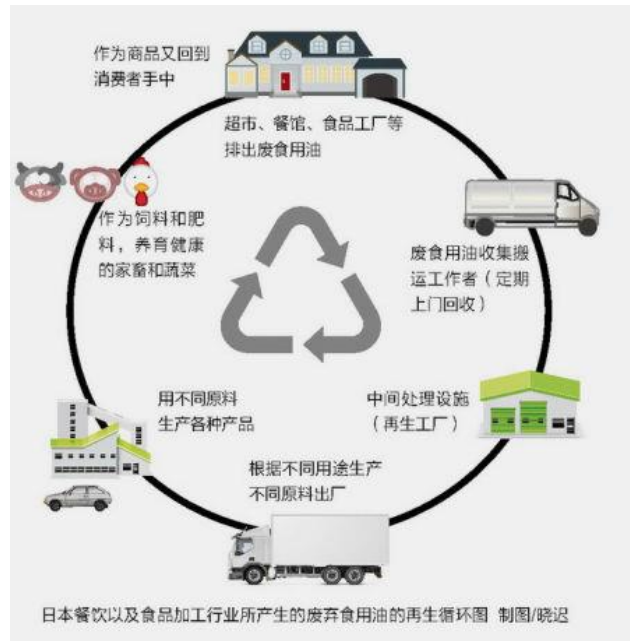 作为商品又回到
消费者手中
超市、餐馆、食品工厂等
排出废食用油
作为饲料和肥
料，养育健康
的家畜和蔬菜
废食用油收集搬
运工作者（定期
上门回收）
用不同原料
生产各种产品
中间处理设施
（再生工厂）
根据不同用途生产
不同原料出厂
日本餐饮以及食品加工行业所产生的废弃食用油的再生循环图 制图/晓迟